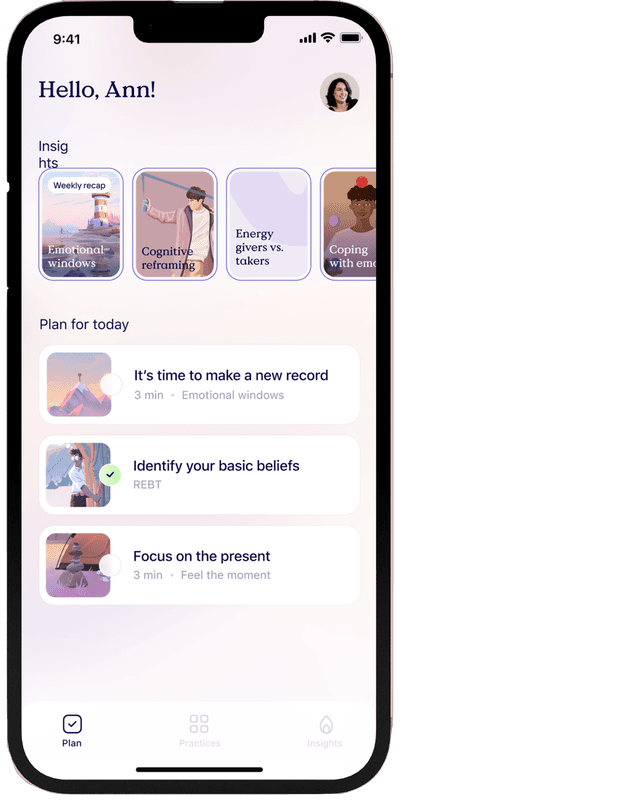 9:41
Hello, Ann!
Insig
hts
Weekly recap
Emotional
windows
Cognitive
reframing
Energy
givers vs.
takers
Coping
with emo
Plan for today
It’s time to make a new record
3 min • Emotional windows
Identify your basic beliefs
REBT
Focus on the present
3 min • Feel the moment
Plan
Practices
Insights